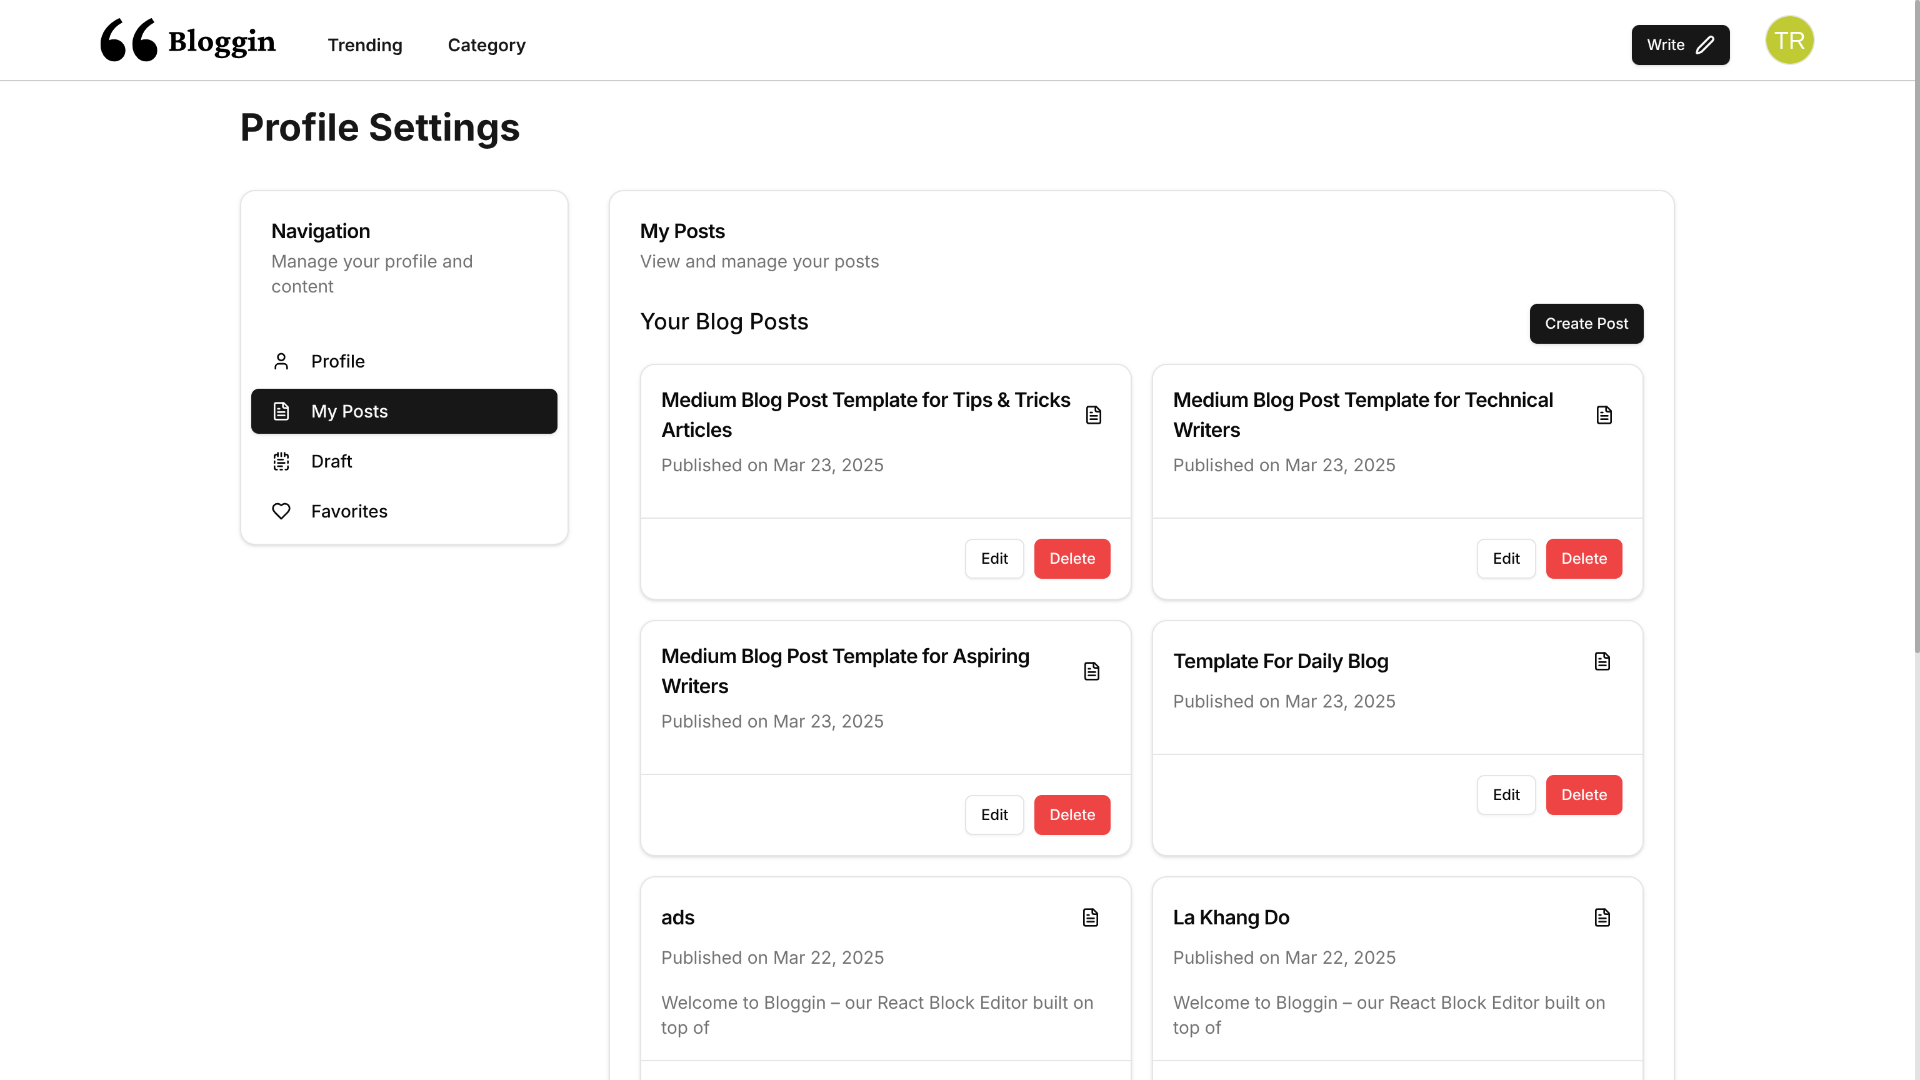 Bloggin
Trending
Category
Write
TR
Profile Settings
Navigation
Manage your profile and
content
Profile
My Posts
Draft
Favorites
My Posts
View and manage your posts
Your Blog Posts
Create Post
Medium Blog Post Template for Tips & Tricks
Articles
Published on Mar 23, 2025
Edit
Delete
Medium Blog Post Template for Technical
Writers
Published on Mar 23, 2025
Edit
Delete
Medium Blog Post Template for Aspiring
Writers
Published on Mar 23, 2025
Edit
Delete
Template For Daily Blog
Published on Mar 23, 2025
Edit
Delete
ads
Published on Mar 22, 2025
Welcome to Bloggin – our React Block Editor built on
top of
La Khang Do
Published on Mar 22, 2025
Welcome to Bloggin – our React Block Editor built on
top of